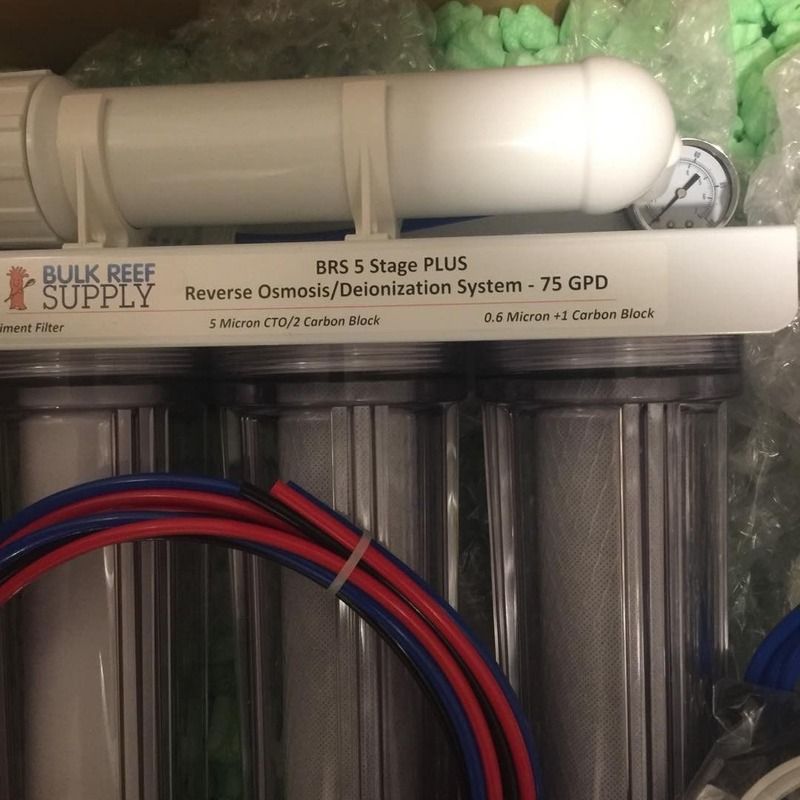 BULK REEF
SUPPLY
BRS 5 Stage PLUS
Reverse Osmosis/Deionization System - 75 GPD
iment Filter
5 Micron CTO/2 Carbon Block
0.6 Micron +1 Carbon Block